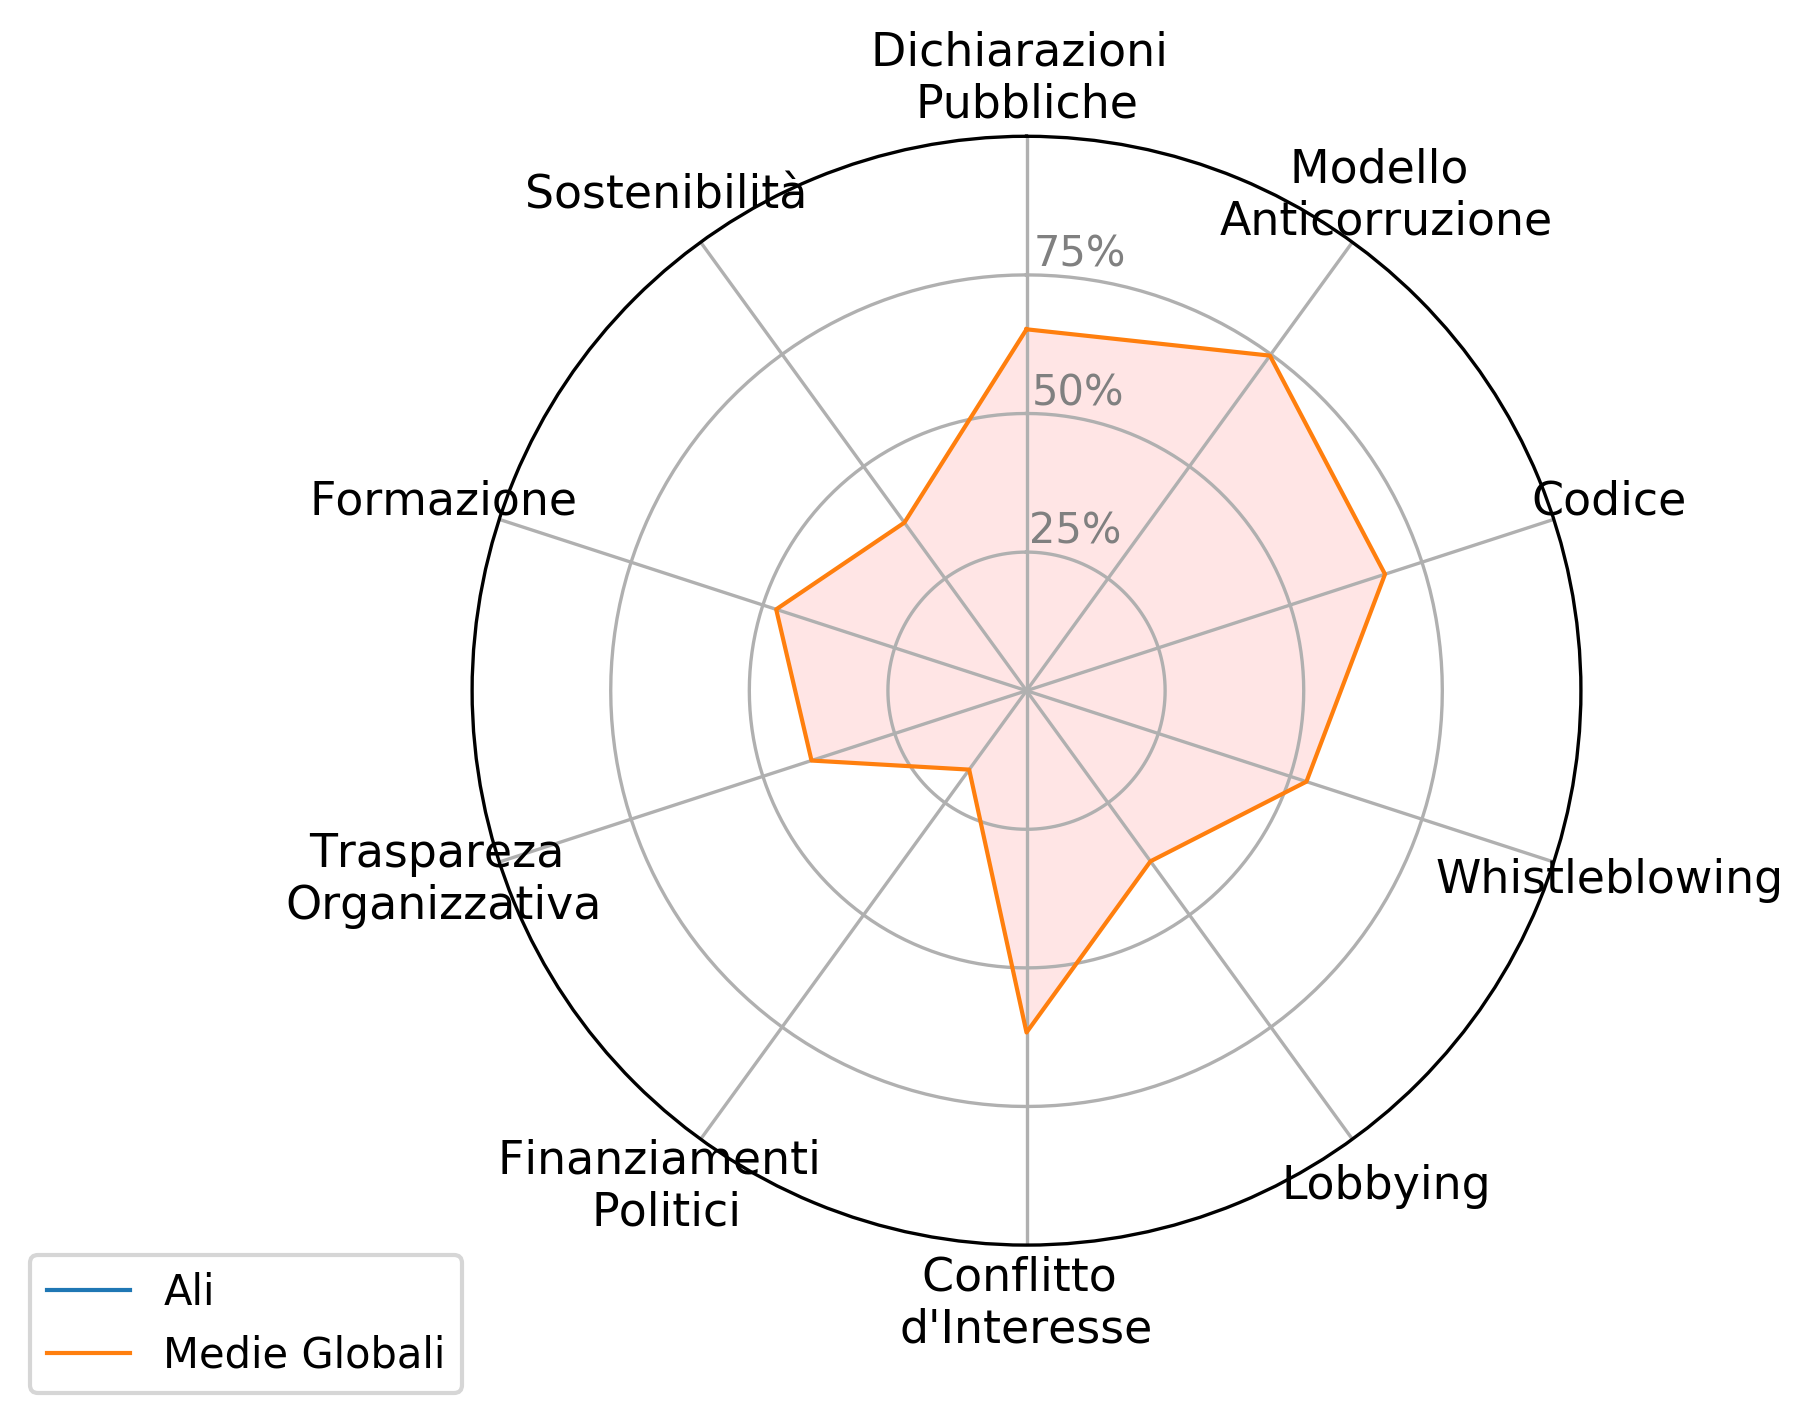 Dichiarazioni
Pubbliche
Modello
Anticorruzione
Sostenibilità
75%
50%
25%
Formazione
Codice
Traspareza
Organizzativa
Whistleblowing
Finanziamenti
Politici
Lobbying
Conflitto
d'Interesse
Ali
Medie Globali